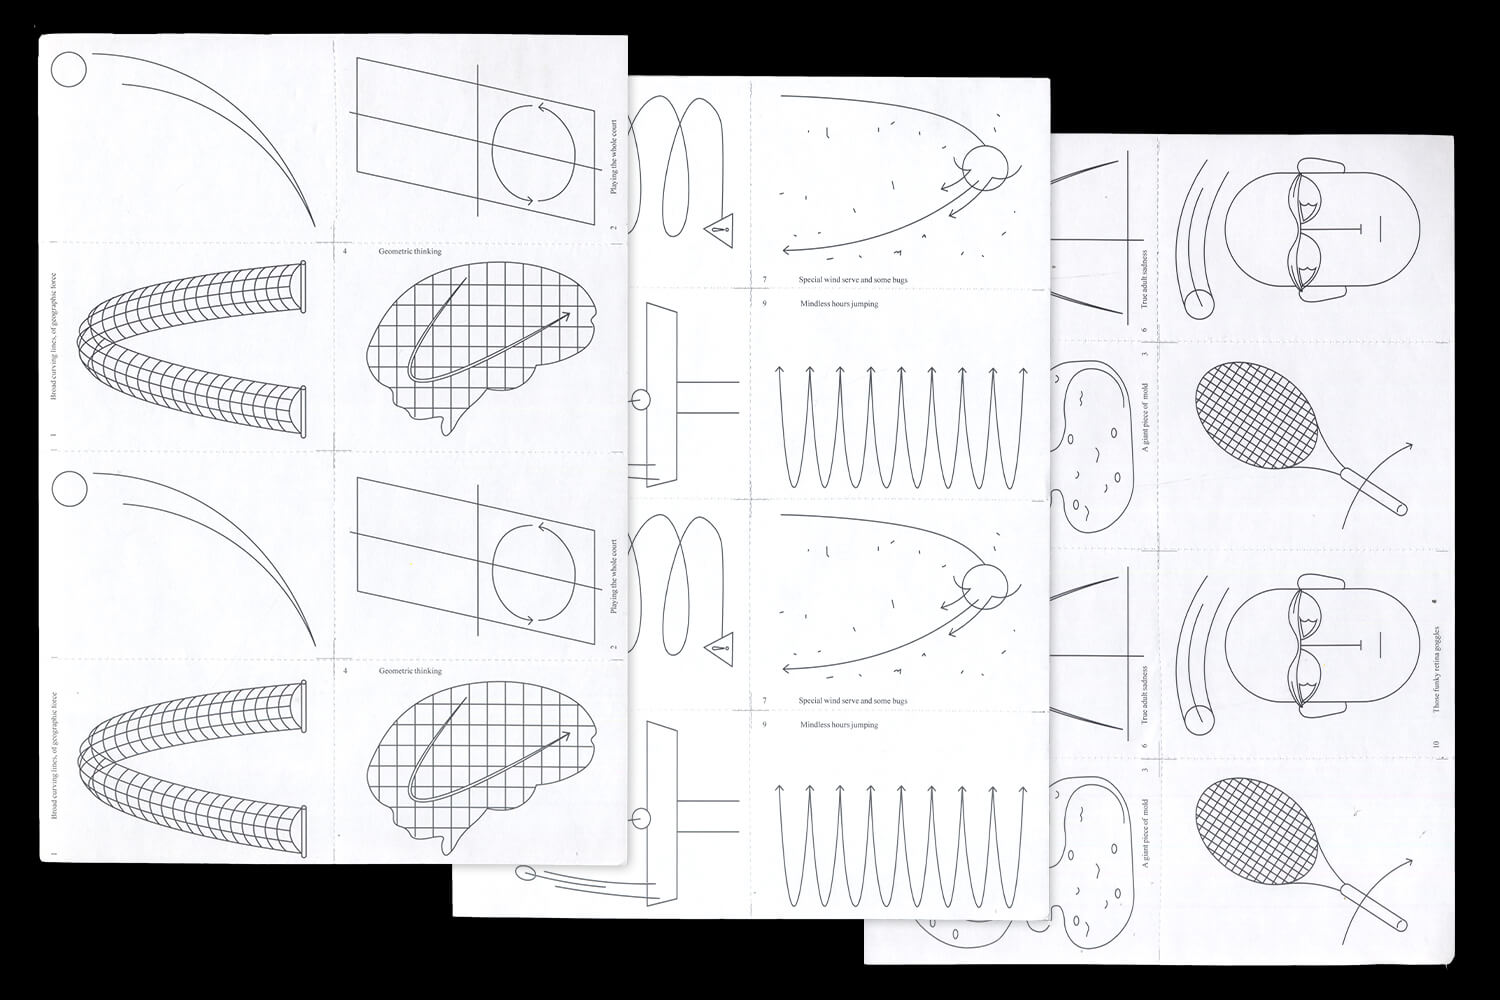 Playing the whole court
2
Broad curving lines, of geographic force
1
4
Geometric thinking
Playing the whole court
2
Broad curving lines, of geographic force
1
4
Geometric thinking
7
Special wind serve and some bugs
9
Mindless hours jumping
7
Special wind serve and some bugs
9
Mindless hours jumping
True adult sadness
6
3
A giant piece of mold
True adult sadness
6
Those funky retina goggles
10
3
A giant piece of mold